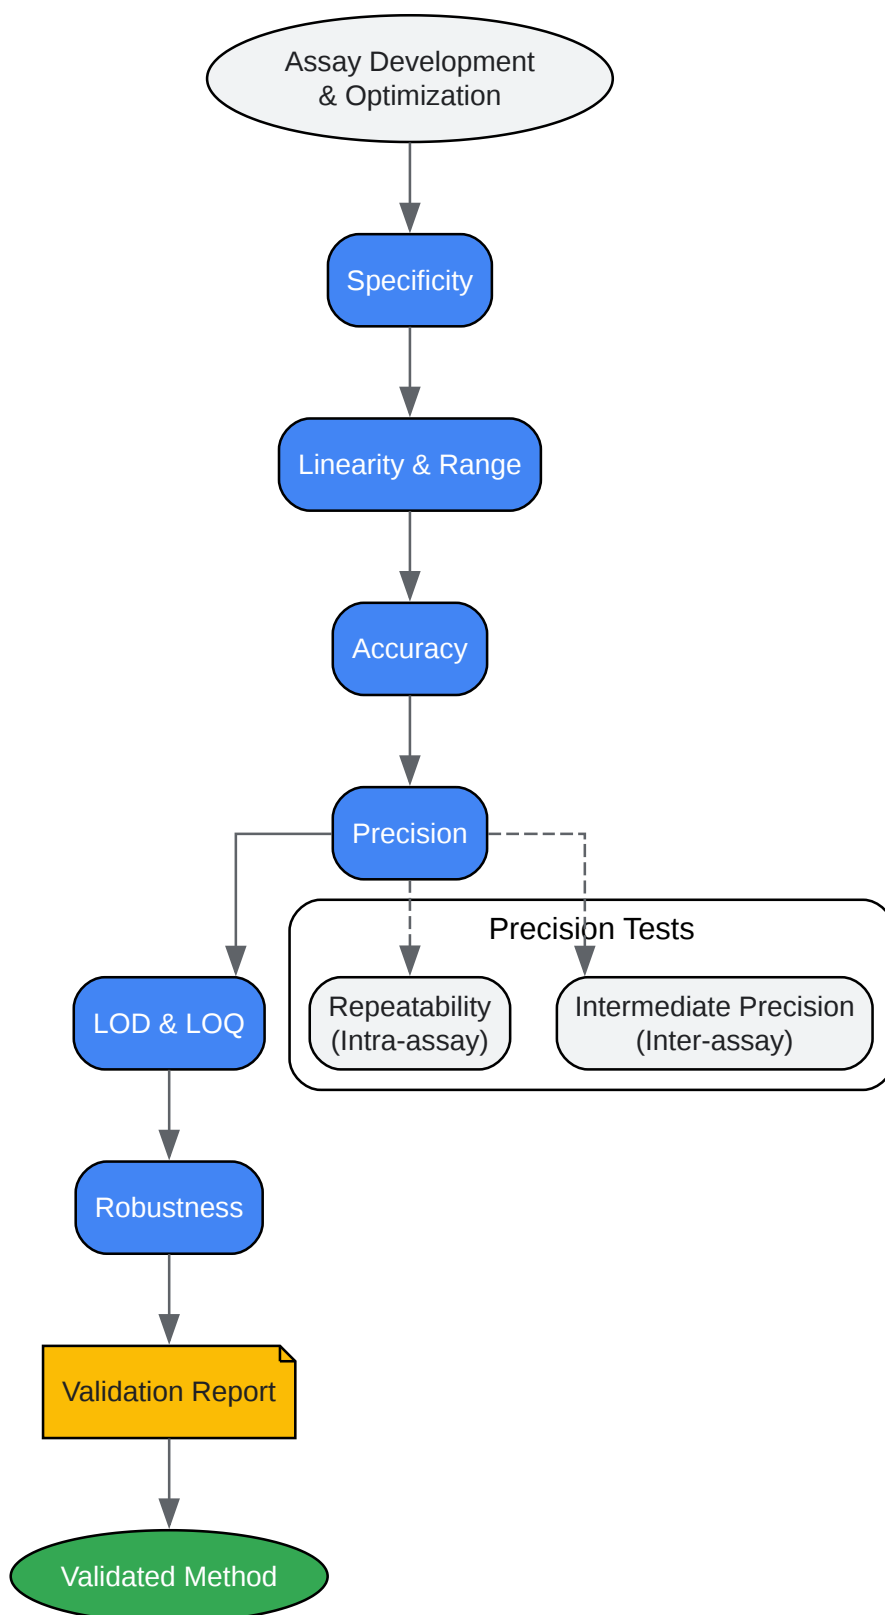 Assay Development
& Optimization
Specificity
Linearity & Range
Accuracy
Precision
Precision Tests
LOD & LOQ
Repeatability
(Intra-assay)
Intermediate Precision
(Inter-assay)
Robustness
Validation Report
Validated Method